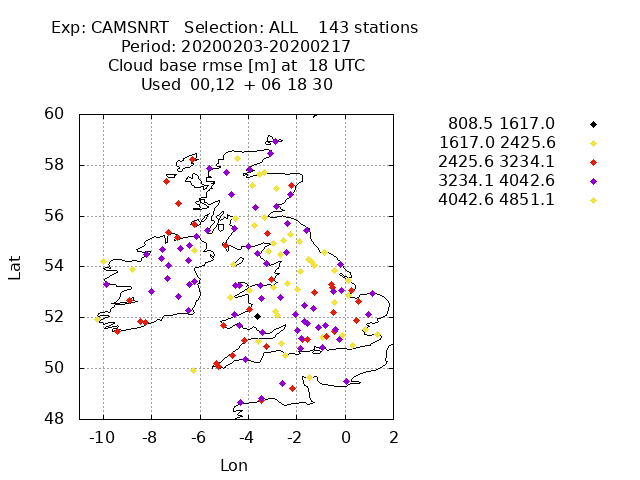 Exp: CAMSNRT   Selection: ALL    143 stations
Period: 20200203-20200217
Cloud base rmse [m] at  18 UTC
Used  00,12  + 06 18 30
808.5 1617.0
1617.0 2425.6
2425.6 3234.1
3234.1 4042.6
4042.6 4851.1
60
58
56
54
52
50
48
Lat
-10 -8 -6 -4 -2 0 2
Lon